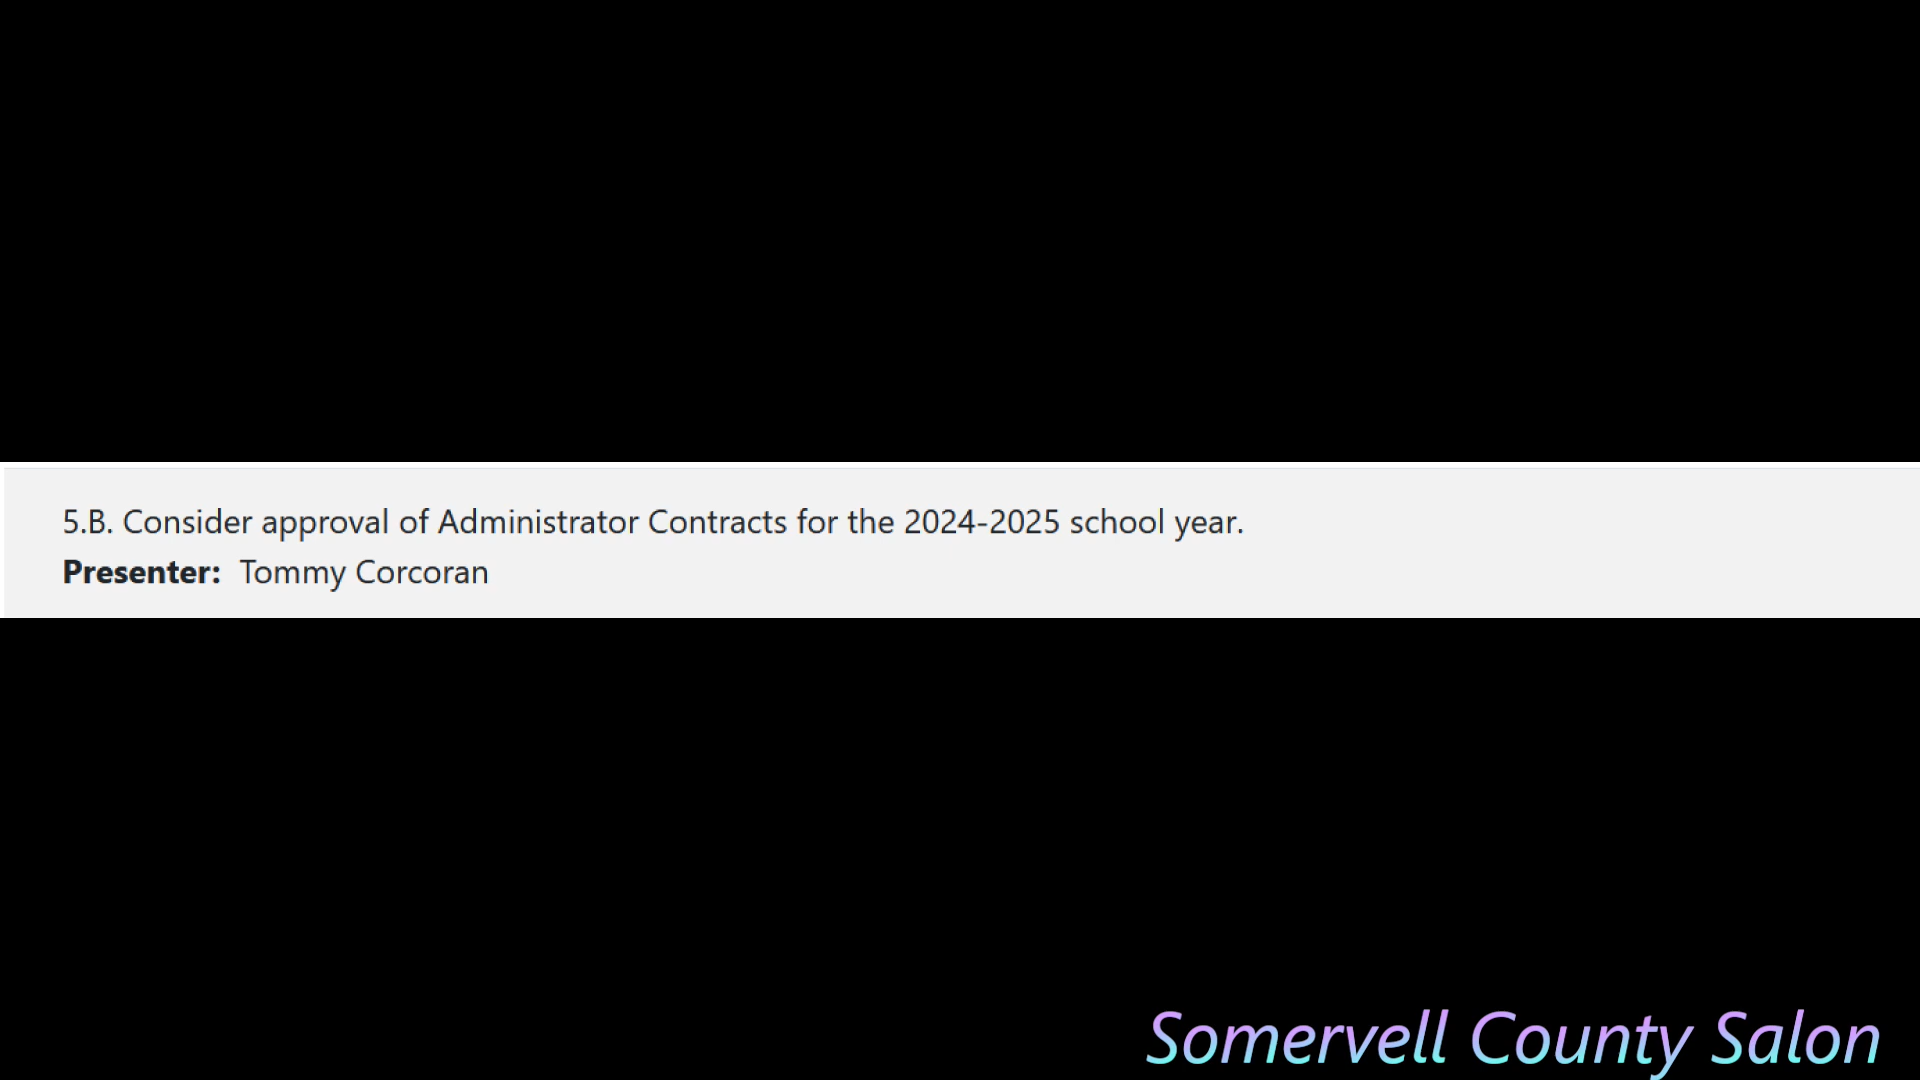 5.B. Consider approval of Administrator Contracts for the 2024-2025 school year.
Presenter: Tommy Corcoran
Somervell County Salon